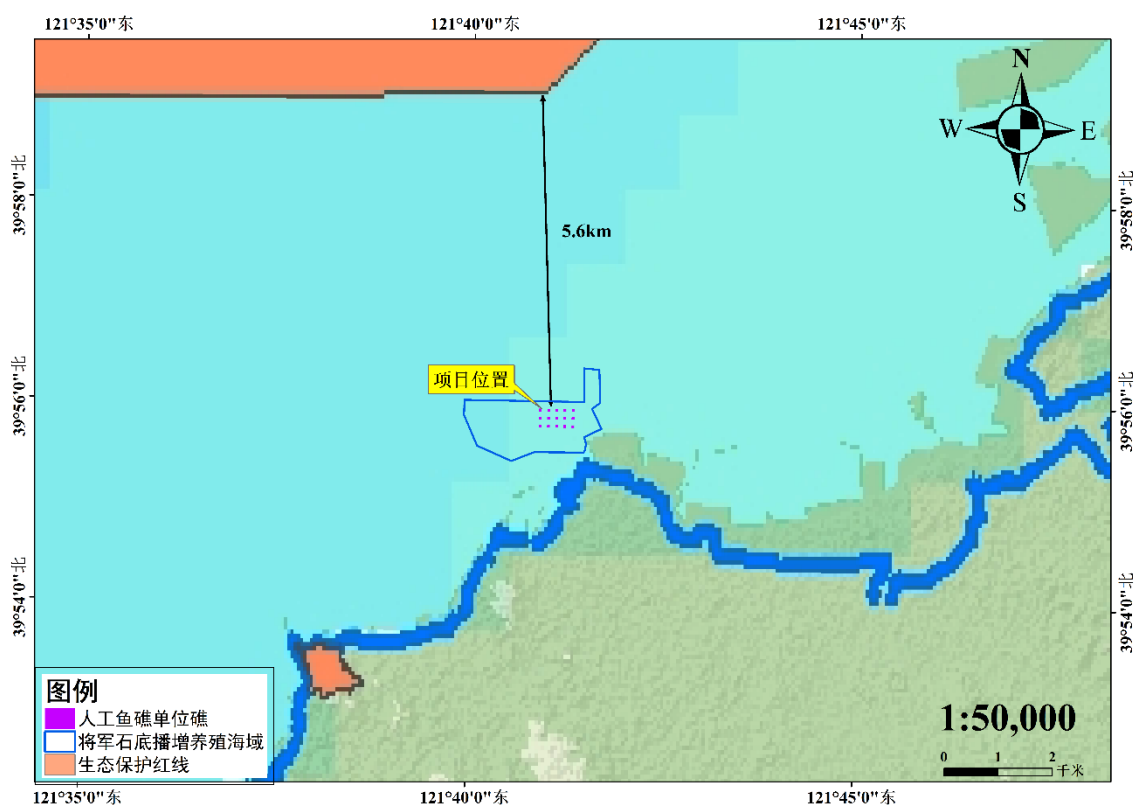 121°35'0"东
121°40'0"东
121°45'0"东
N
W
E
S
39°58'0"北
39°58'0"北
5.6km
项目位置
39°56'0"北
39°56'0"北
39°54'0"北
39°54'0"北
图例
人工鱼礁单位礁
将军石底播增养殖海域
生态保护红线
1:50,000
0 1 2
千米
121°35'0"东
121°40'0"东
121°45'0"东